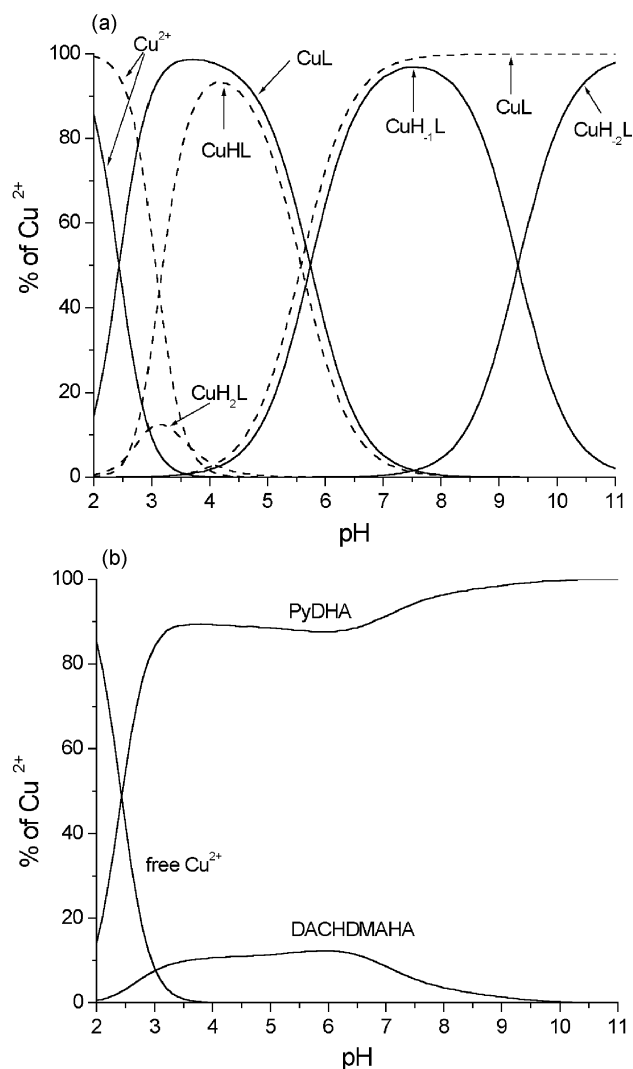 (a)
Cu²⁺
CuL
CuHL
CuH₋₁L
CuL
CuH₋₂L
CuH₂L
% of Cu ²⁺
100
80
60
40
20
0
2 3 4 5 6 7 8 9 10 11
pH
(b)
PyDHA
free Cu²⁺
DACHDMAHA
% of Cu ²⁺
100
80
60
40
20
0
2 3 4 5 6 7 8 9 10 11
pH